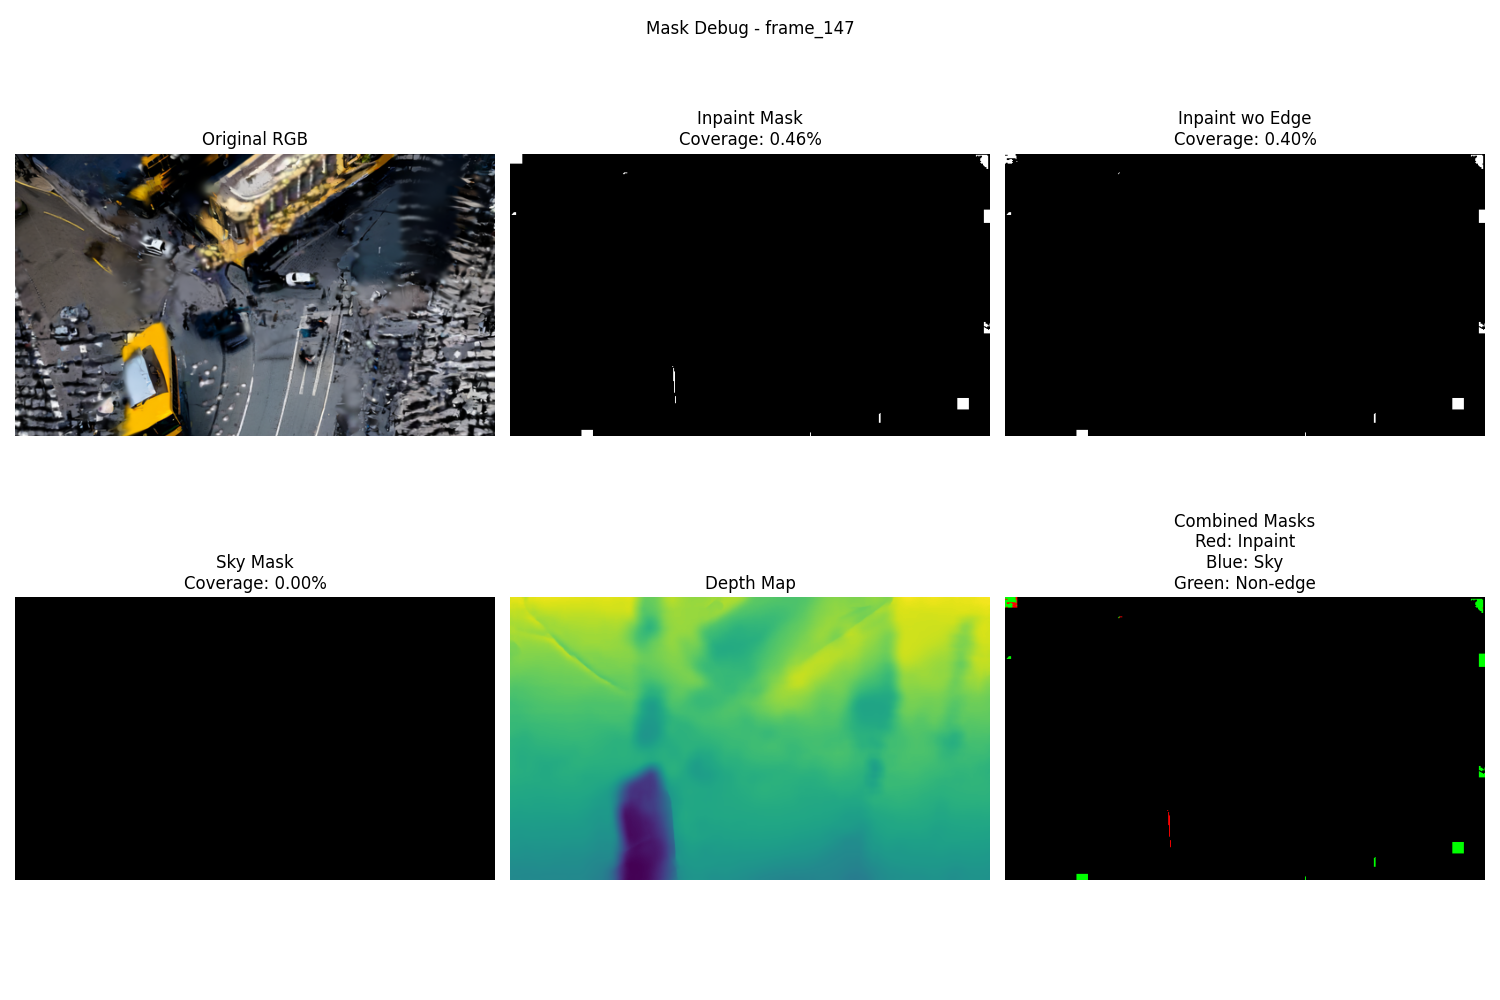 Mask Debug - frame_147
Original RGB
Inpaint Mask
Coverage: 0.46%
Inpaint wo Edge
Coverage: 0.40%
Sky Mask
Coverage: 0.00%
Depth Map
Combined Masks
Red: Inpaint
Blue: Sky
Green: Non-edge